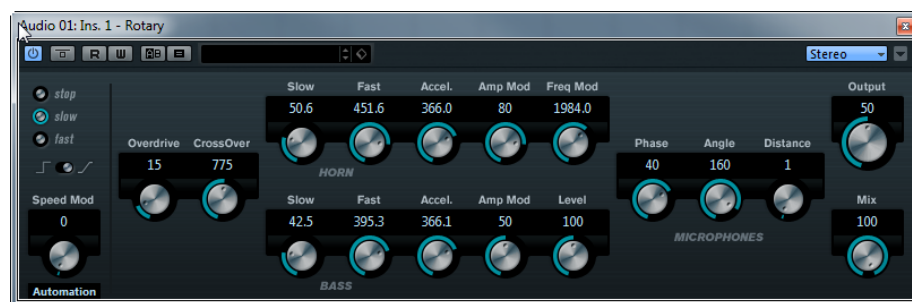 Audio 01: Ins. 1 - Rotary
R W AB Stereo
stop
slow
fast
Speed Mod
0
Automation
Overdrive CrossOver
15 775
Slow Fast Accel. Amp Mod Freq Mod
50.6 451.6 366.0 80 1984.0
HORN
Slow Fast Accel. Amp Mod Level
42.5 395.3 366.1 50 100
BASS
Phase Angle Distance
40 160 1
MICROPHONES
Output
50
Mix
100